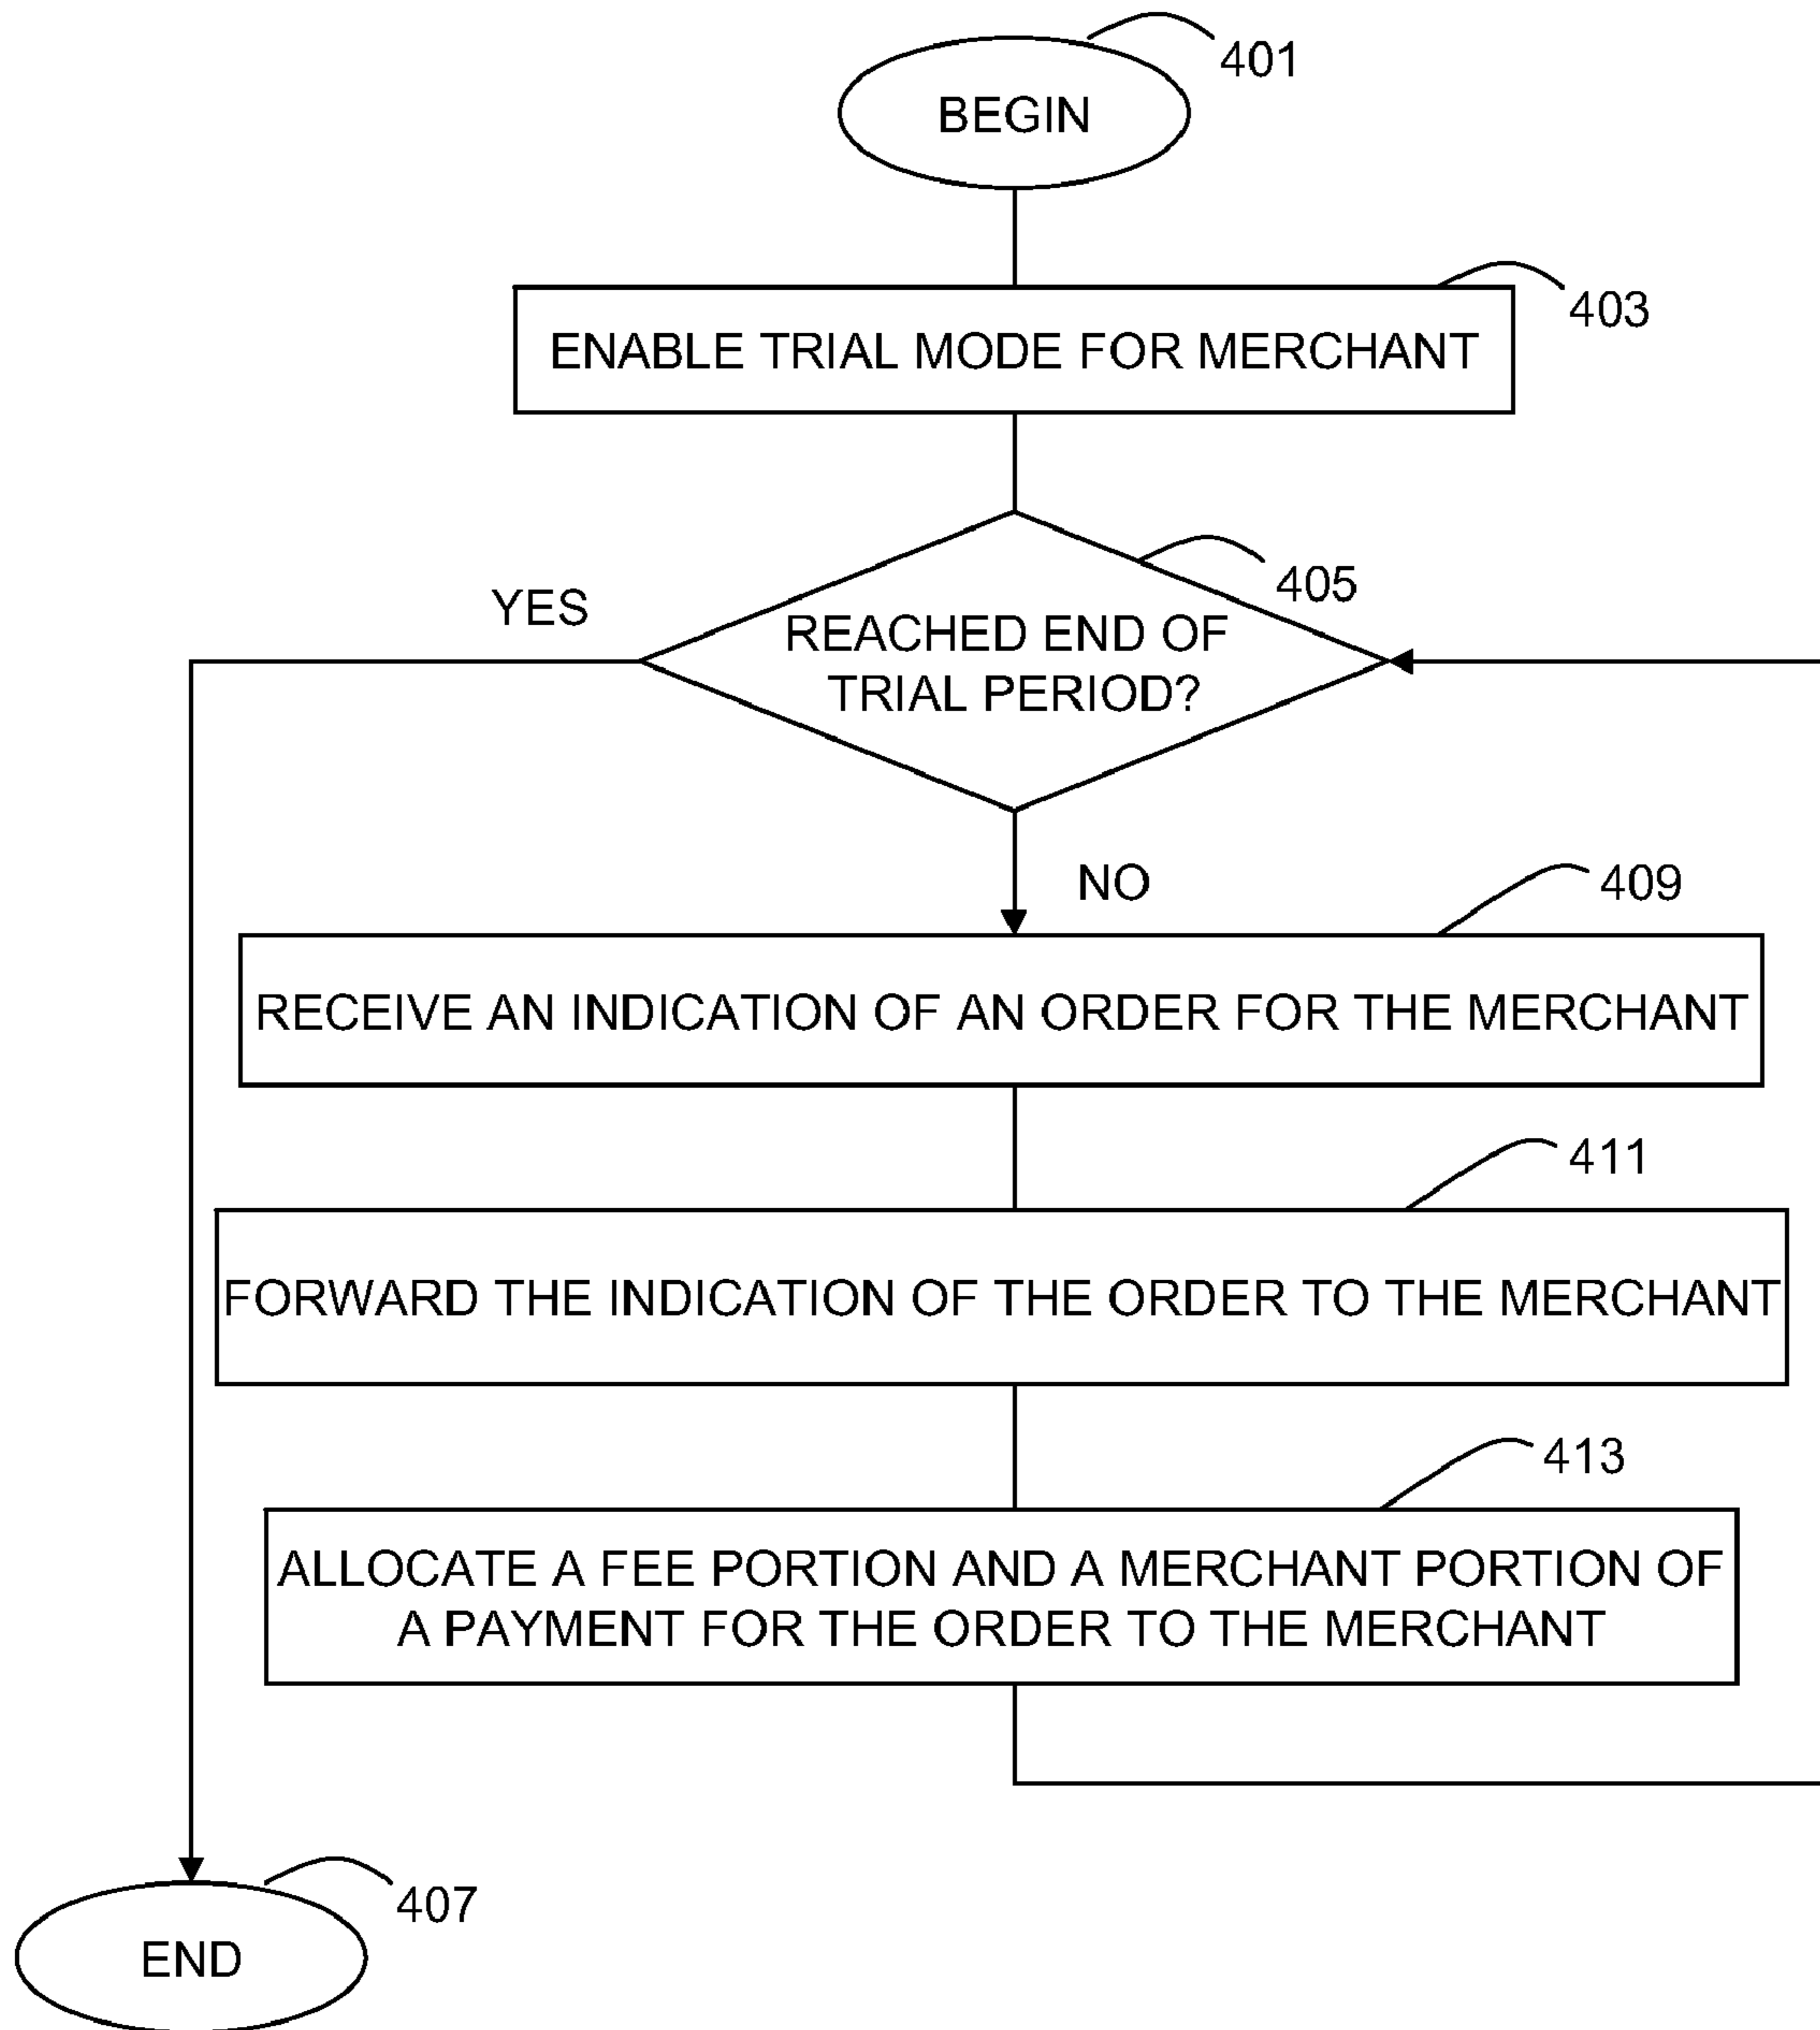 401
BEGIN
403
ENABLE TRIAL MODE FOR MERCHANT
405
YES
REACHED END OF
TRIAL PERIOD?
NO
409
RECEIVE AN INDICATION OF AN ORDER FOR THE MERCHANT
411
FORWARD THE INDICATION OF THE ORDER TO THE MERCHANT
413
ALLOCATE A FEE PORTION AND A MERCHANT PORTION OF
A PAYMENT FOR THE ORDER TO THE MERCHANT
407
END